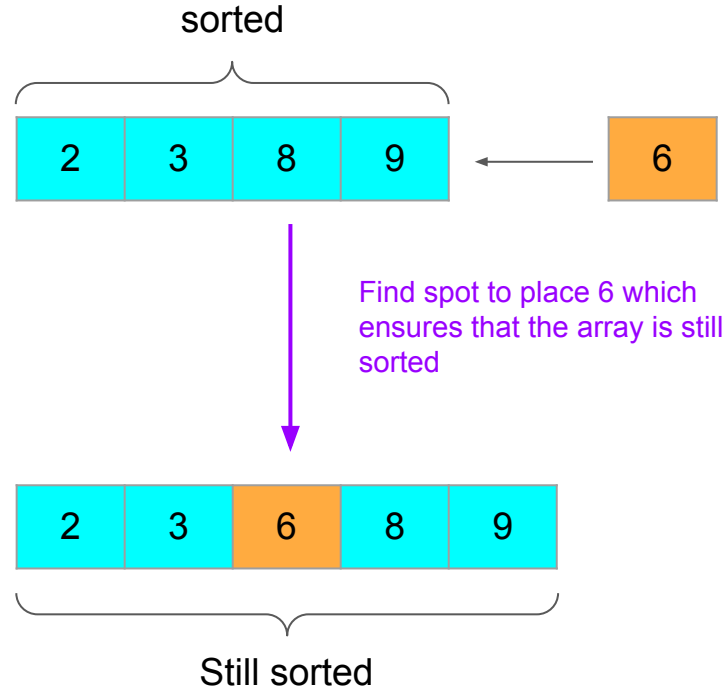 sorted
2 3 8 9 6
Find spot to place 6 which
ensures that the array is still
sorted
2 3 6 8 9
Still sorted